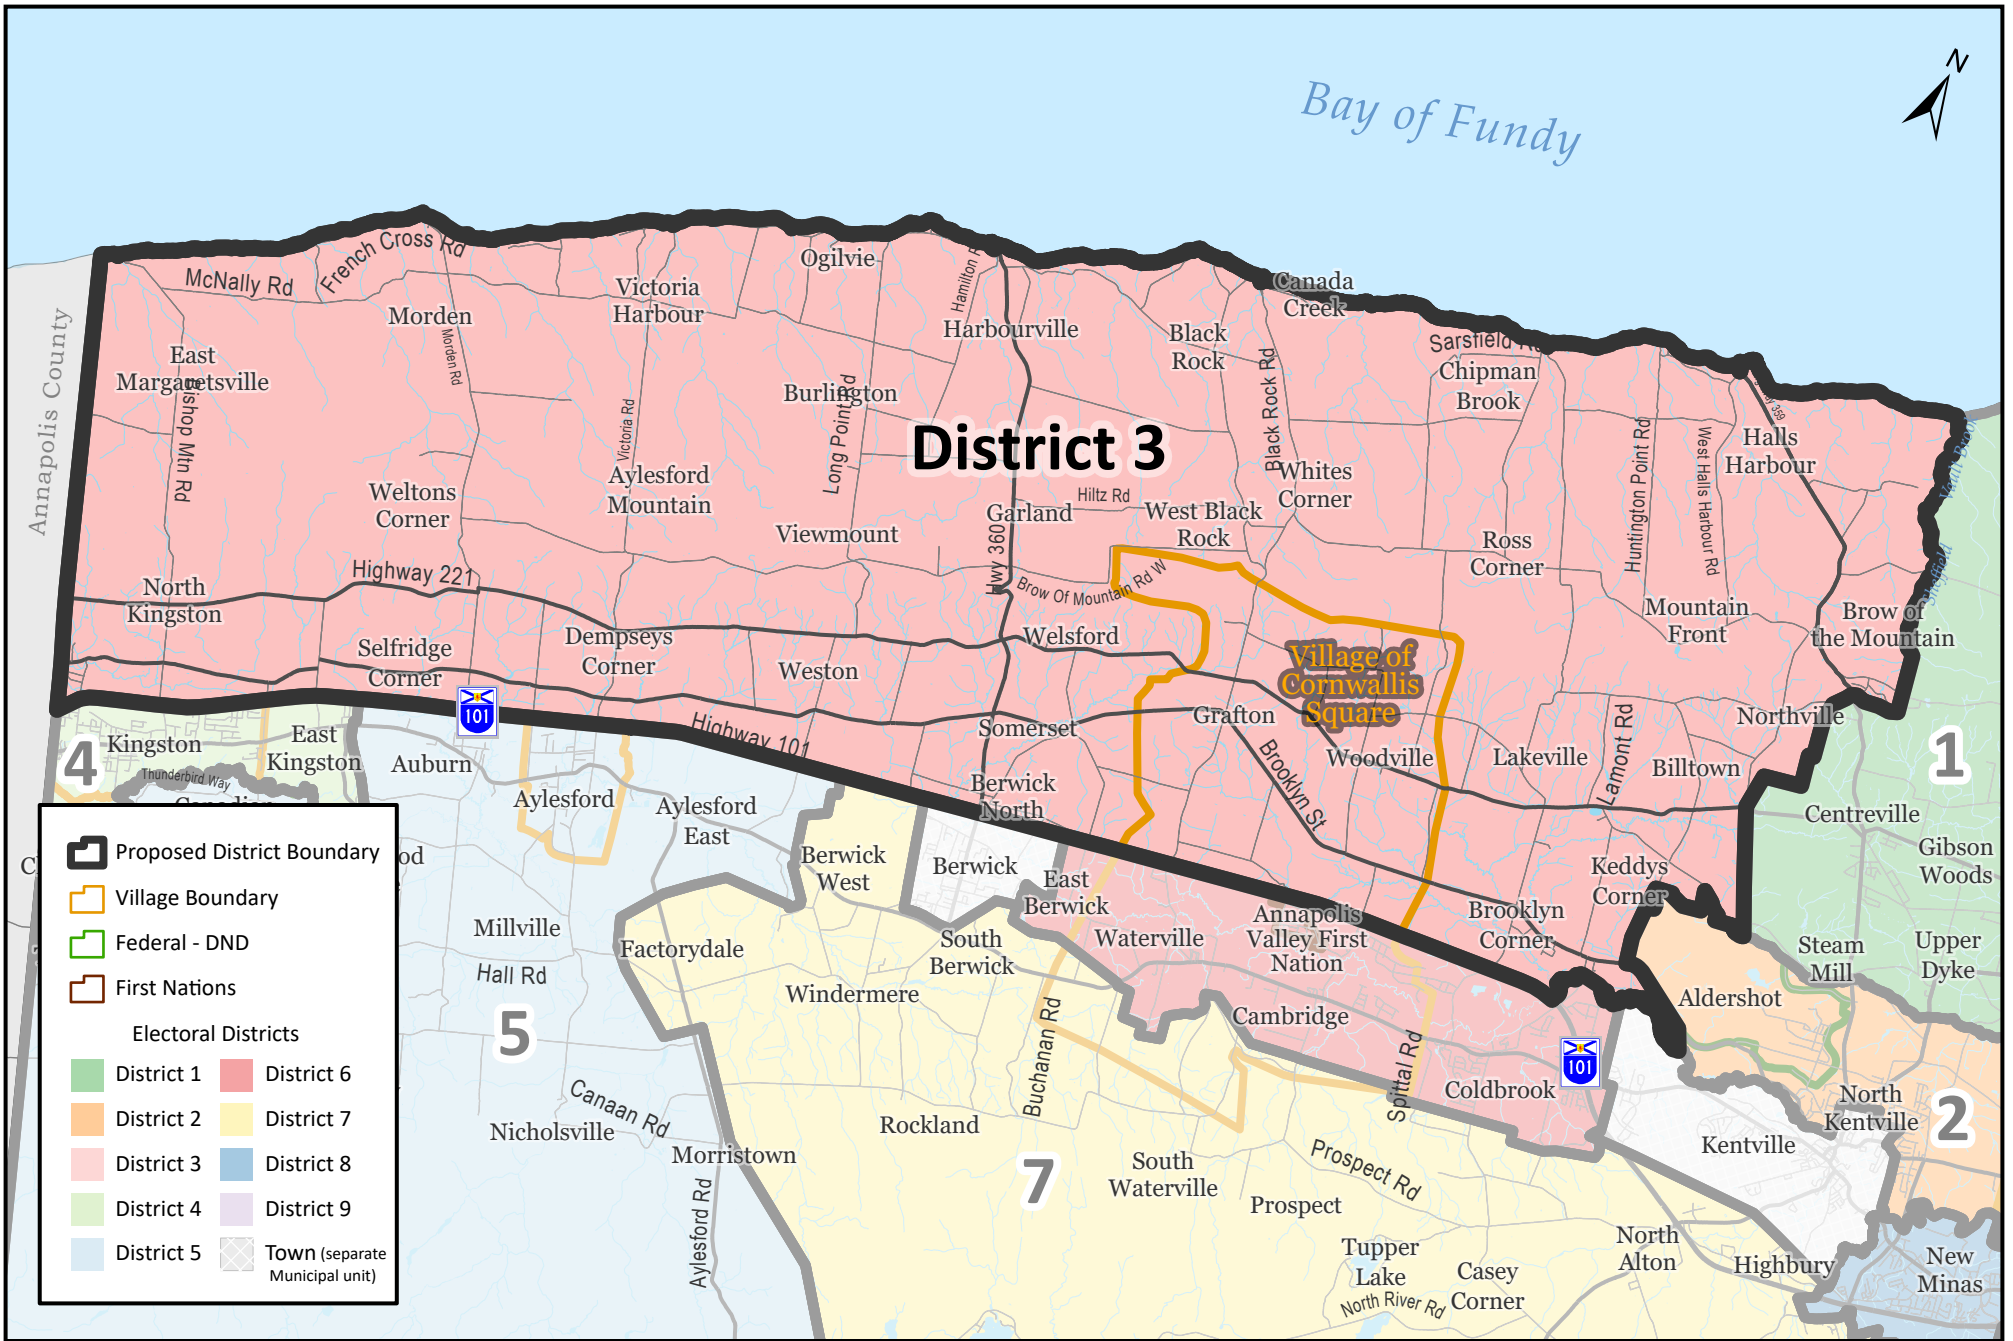 N
Bay of Fundy
Annapolis County
McNally Rd
French Cross Rd
Morden
Morden Rd
Victoria
Harbour
Ogilvie
Hamilton
Harbourville
Canada
Creek
Black
Rock
Black Rock Rd
Sarsfield
Chipman
Brook
East
Margaretsville
Bishop Mtn Rd
Victoria Rd
Burlington
Long Point Rd
District 3
Halls
Harbour
Huntington Point Rd
West Halls Harbour Rd
Vault Brook
Sheffield
Weltons
Corner
Aylesford
Mountain
Viewmount
Garland
Hiltz Rd
West Black
Rock
Whites
Corner
Ross
Corner
Hwy 360
Brow Of Mountain Rd W
Highway 221
North
Kingston
Selfridge
Corner
Dempseys
Corner
Weston
Welsford
Village of
Cornwallis
Square
Mountain
Front
Brow of
the Mountain
Somerset
Grafton
Woodville
Lakeville
Lamont Rd
Billtown
Northville
101
Highway 101
Berwick
North
Brooklyn St
Keddys
Corner
Brooklyn
Corner
4
Kingston
East
Kingston
Thunderbird Way
Auburn
Aylesford
Aylesford
East
Berwick
West
Berwick
East
Berwick
Waterville
Annapolis
Valley First
Nation
Centreville
1
Gibson
Woods
Steam
Mill
Upper
Dyke
Aldershot
Millville
Hall Rd
Factorydale
South
Berwick
Windermere
Buchanan Rd
Cambridge
Spittal Rd
Coldbrook
101
5
Canaan Rd
Nicholsville
Morristown
Aylesford Rd
Rockland
7
South
Waterville
Prospect Rd
Prospect
Kentville
North
Kentville
2
Tupper
Lake
North River Rd
Casey
Corner
North
Alton
Highbury
New
Minas
Proposed District Boundary
Village Boundary
Federal - DND
First Nations
Electoral Districts
District 1
District 2
District 3
District 4
District 5
District 6
District 7
District 8
District 9
Town (separate
Municipal unit)